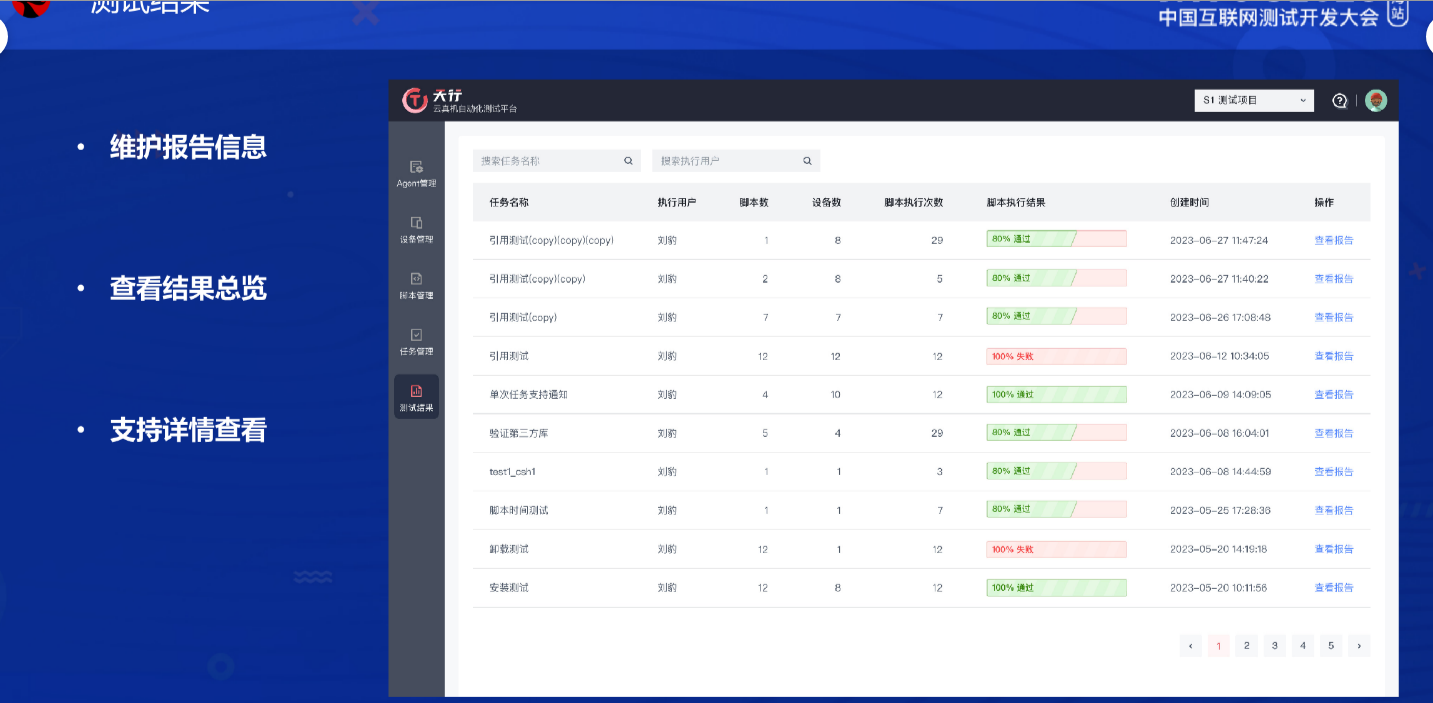 测试结果
中国互联网测试开发大会
维护报告信息
查看结果总览
支持详情查看
天行
云真机自动化测试平台
S1 测试项目
Agent管理
设备管理
脚本管理
任务管理
测试结果
搜索任务名称 搜索执行用户
任务名称 执行用户 脚本数 设备数 脚本执行次数 脚本执行结果 创建时间 操作
引用测试(copy)(copy)(copy) 刘豹 1 8 29 80% 通过 2023-06-27 11:47:24 查看报告
引用测试(copy)(copy) 刘豹 2 8 5 80% 通过 2023-06-27 11:40:22 查看报告
引用测试(copy) 刘豹 7 7 7 80% 通过 2023-06-26 17:08:48 查看报告
引用测试 刘豹 12 12 12 100% 失败 2023-06-12 10:34:05 查看报告
单次任务支持通知 刘豹 4 10 12 100% 通过 2023-06-09 14:09:05 查看报告
验证第三方库 刘豹 5 4 29 80% 通过 2023-06-08 16:04:01 查看报告
test1_csh1 刘豹 1 1 3 80% 通过 2023-06-08 14:44:59 查看报告
脚本时间测试 刘豹 1 1 7 80% 通过 2023-05-25 17:28:36 查看报告
卸载测试 刘豹 12 1 12 100% 失败 2023-05-20 14:19:18 查看报告
安装测试 刘豹 12 8 12 100% 通过 2023-05-20 10:11:56 查看报告
‹ 1 2 3 4 5 ›